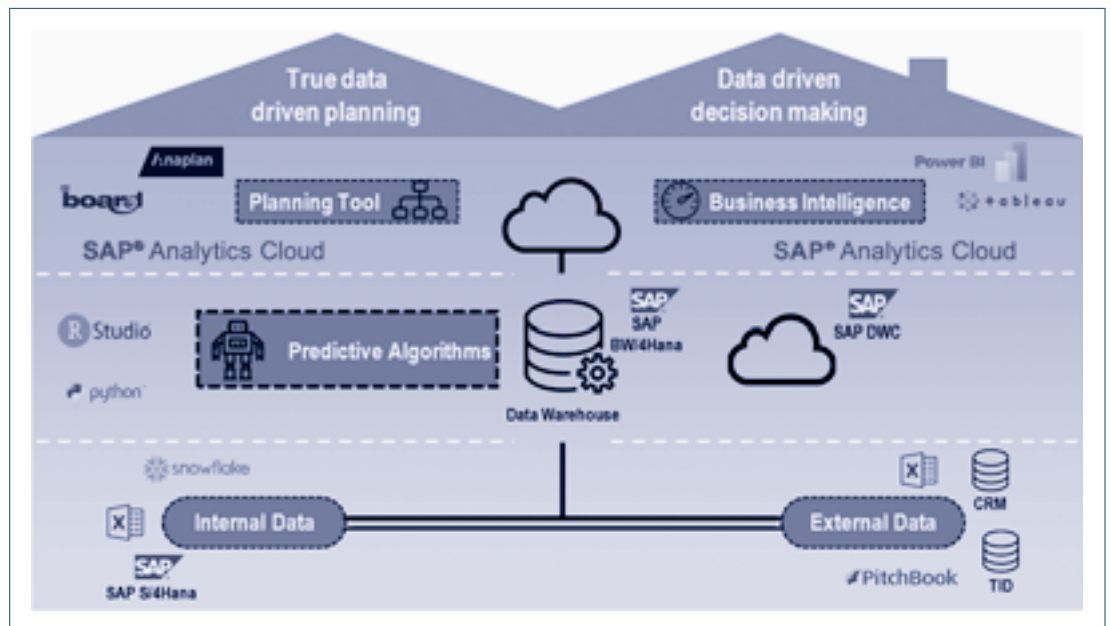 True data
driven planning
Data driven
decision making
Anaplan
board
Planning Tool
Business Intelligence
Power BI
+ a b l e a u
SAP® Analytics Cloud
SAP® Analytics Cloud
R Studio
python
Predictive Algorithms
Data Warehouse
SAP
SAP
BW/4Hana
SAP
SAP DWC
snowflake
X
Internal Data
SAP
SAP S/4Hana
X
CRM
External Data
PitchBook
TID